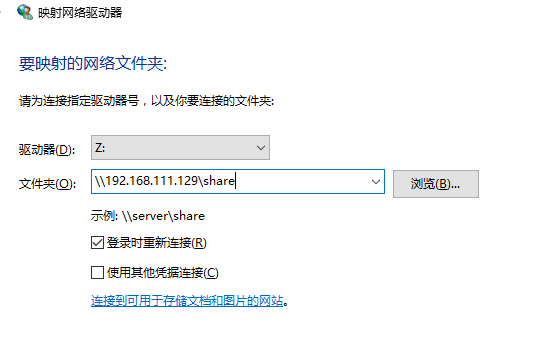 映射网络驱动器
要映射的网络文件夹:
请为连接指定驱动器号，以及你要连接的文件夹:
驱动器(D): Z:
文件夹(O): \\192.168.111.129\share 浏览(B)...
示例: \\server\share
登录时重新连接(R)
使用其他凭据连接(C)
连接到可用于存储文档和图片的网站。